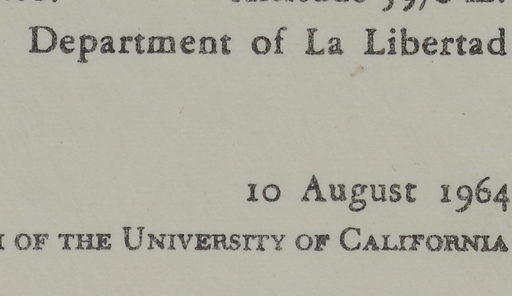 Department of La Libertad
10 August 1964
OF THE UNIVERSITY OF CALIFORNIA